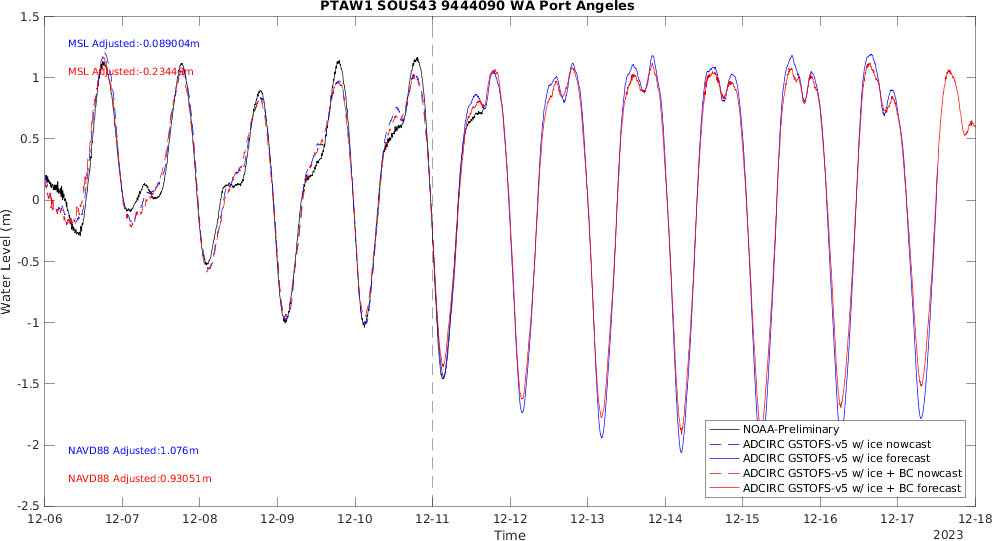 PTAW1 SOUS43 9444090 WA Port Angeles
MSL Adjusted:-0.089004m
MSL Adjusted:-0.2344
NAVD88 Adjusted:1.076m
NAVD88 Adjusted:0.93051m
1.5
1
0.5
0
-0.5
-1
-1.5
-2
-2.5
Water Level (m)
NOAA-Preliminary
ADCIRC GSTOFS-v5 w/ ice nowcast
ADCIRC GSTOFS-v5 w/ ice forecast
ADCIRC GSTOFS-v5 w/ ice + BC nowcast
ADCIRC GSTOFS-v5 w/ ice + BC forecast
12-06 12-07 12-08 12-09 12-10 12-11 12-12 12-13 12-14 12-15 12-16 12-17 12-18
Time
2023